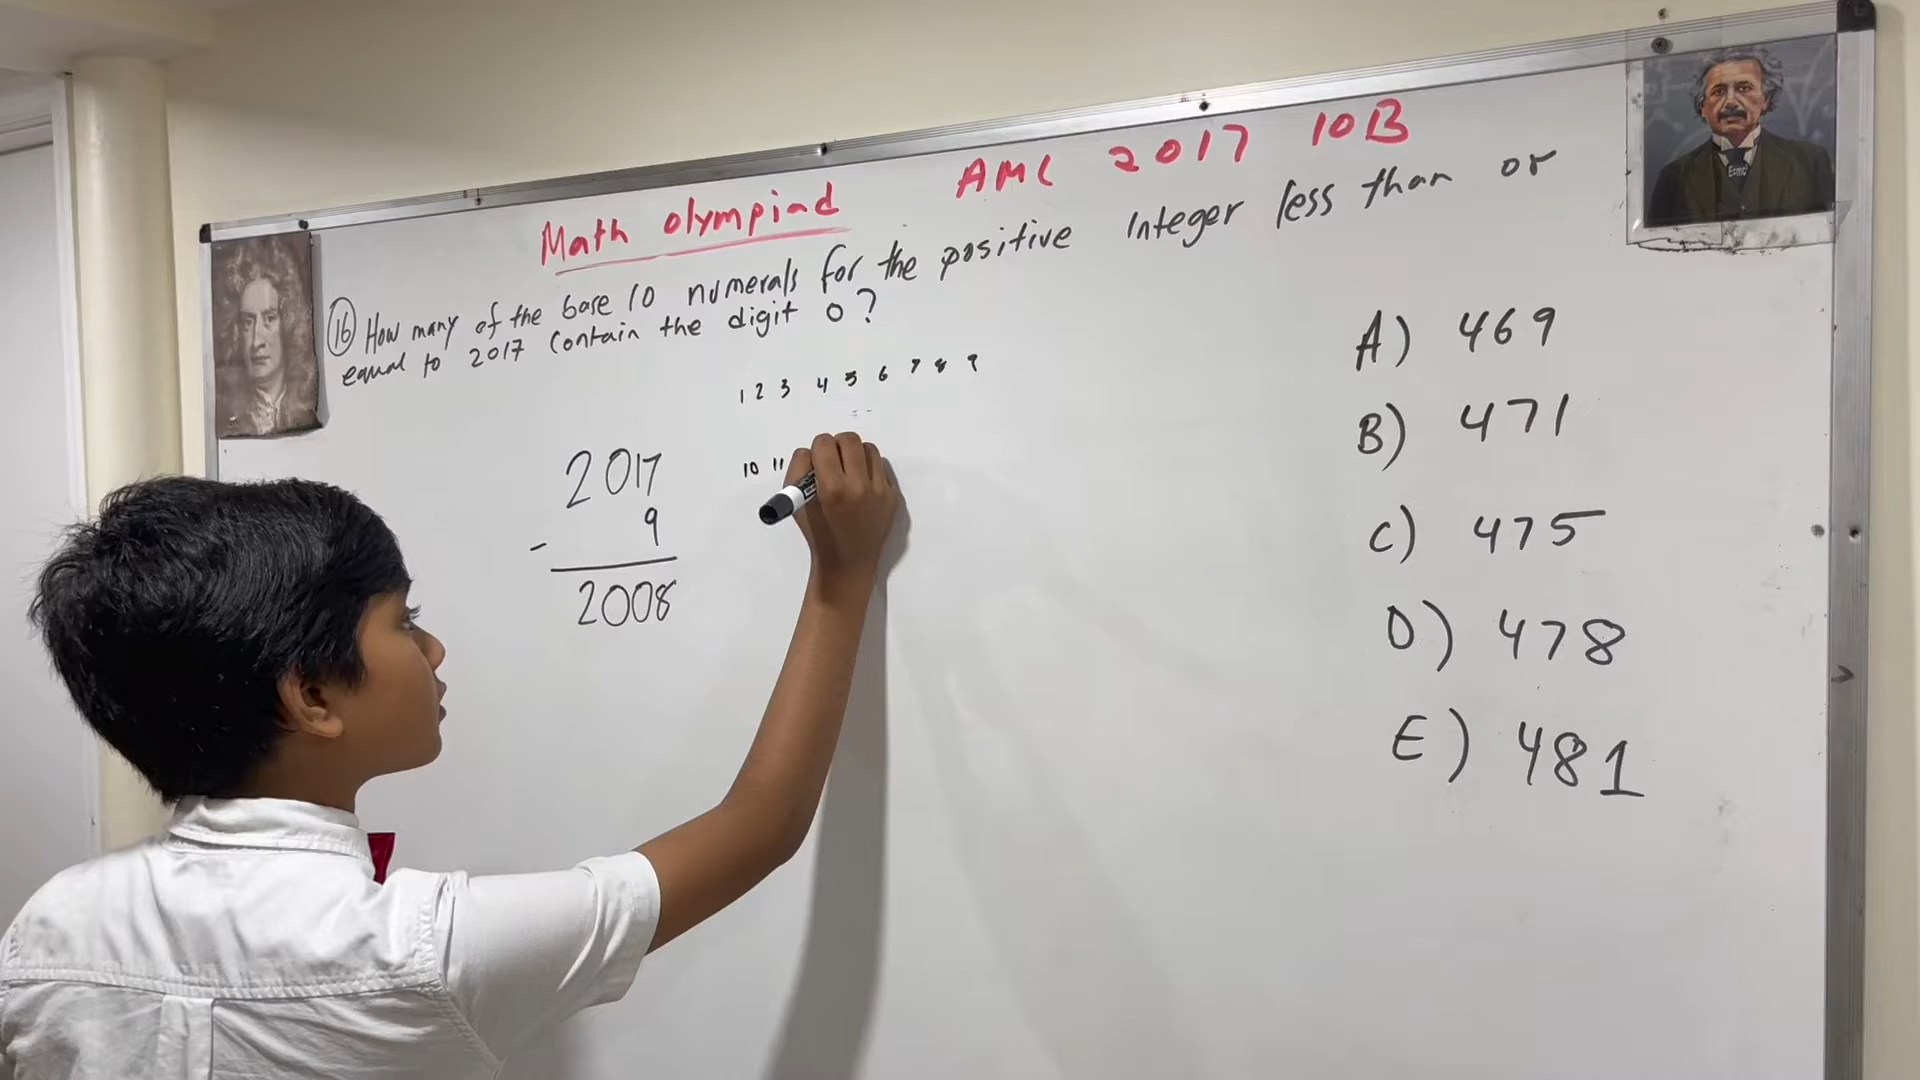 Math olympiad AMC 2017 10B
16 How many of the base 10 numerals for the positive Integer less than or
equal to 2017 contain the digit 0?
1 2 3 4 5 6 7 8 9
10 11
2017
- 9
2008
A) 469
B) 471
C) 475
D) 478
E) 481
E=mc²